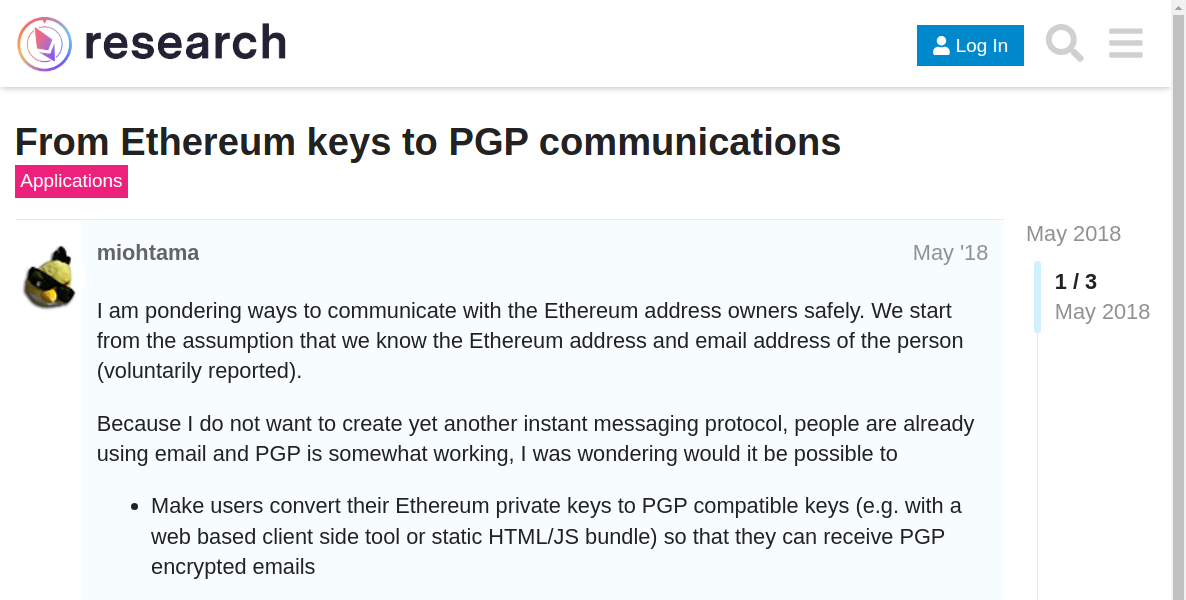 research
Log In
From Ethereum keys to PGP communications
Applications
miohtama
May '18
May 2018
1 / 3
May 2018
I am pondering ways to communicate with the Ethereum address owners safely. We start
from the assumption that we know the Ethereum address and email address of the person
(voluntarily reported).
Because I do not want to create yet another instant messaging protocol, people are already
using email and PGP is somewhat working, I was wondering would it be possible to
• Make users convert their Ethereum private keys to PGP compatible keys (e.g. with a
web based client side tool or static HTML/JS bundle) so that they can receive PGP
encrypted emails